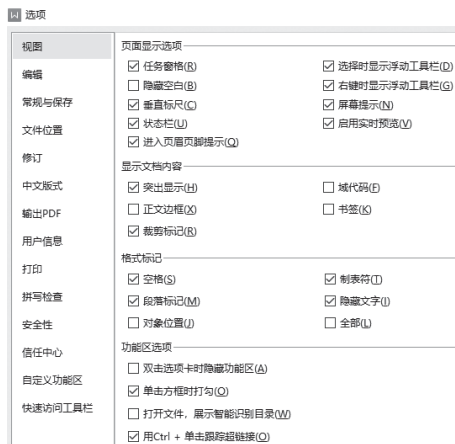 选项
视图
编辑
常规与保存
文件位置
修订
中文版式
输出PDF
用户信息
打印
拼写检查
安全性
信任中心
自定义功能区
快速访问工具栏
页面显示选项
任务窗格(R) 选择时显示浮动工具栏(D)
隐藏空白(B) 右键时显示浮动工具栏(G)
垂直标尺(C) 屏幕提示(N)
状态栏(U) 启用实时预览(V)
进入页眉页脚提示(Q)
显示文档内容
突出显示(H) 域代码(F)
正文边框(X) 书签(K)
裁剪标记(R)
格式标记
空格(S) 制表符(T)
段落标记(M) 隐藏文字(I)
对象位置(J) 全部(L)
功能区选项
双击选项卡时隐藏功能区(A)
单击方框时打勾(O)
打开文件，展示智能识别目录(W)
用Ctrl + 单击跟踪超链接(O)